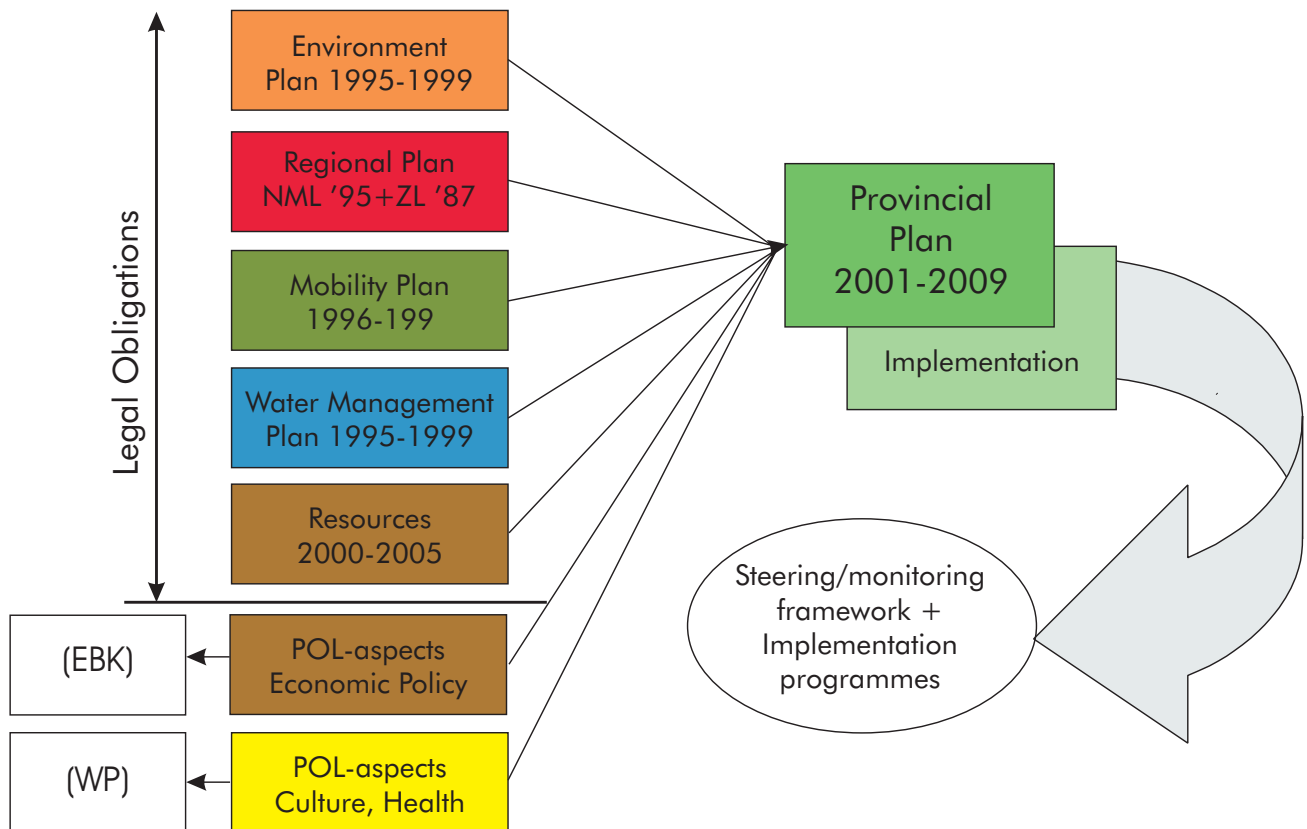 Legal Obligations
Environment
Plan 1995-1999
Regional Plan
NML ’95+ZL ’87
Mobility Plan
1996-199
Water Management
Plan 1995-1999
Resources
2000-2005
(EBK)
POL-aspects
Economic Policy
(WP)
POL-aspects
Culture, Health
Provincial
Plan
2001-2009
Implementation
Steering/monitoring
framework +
Implementation
programmes